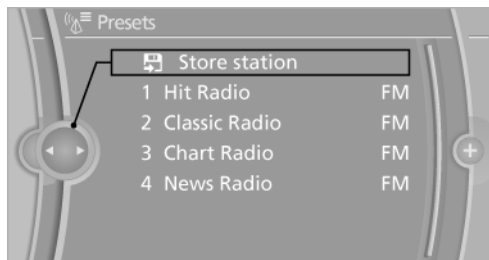 Presets
Store station
1 Hit Radio FM
2 Classic Radio FM
3 Chart Radio FM
4 News Radio FM